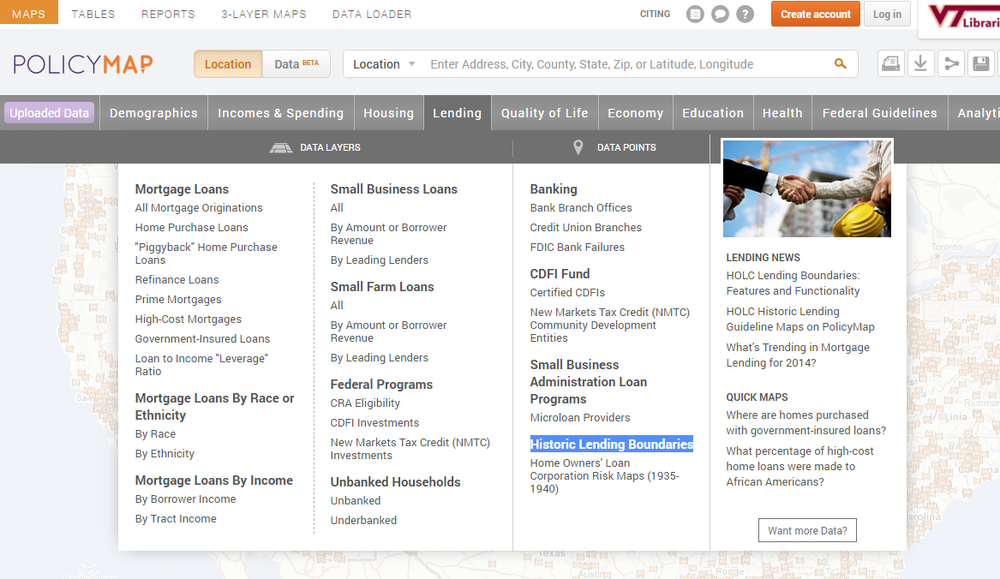 MAPS TABLES REPORTS 3-LAYER MAPS DATA LOADER CITING ? Create account Log in
VT Librari
POLICYMAP Location Data BETA Location Enter Address, City, County, State, Zip, or Latitude, Longitude
Uploaded Data Demographics Incomes & Spending Housing Lending Quality of Life Economy Education Health Federal Guidelines Analyti
DATA LAYERS
Mortgage Loans
All Mortgage Originations
Home Purchase Loans
"Piggyback" Home Purchase
Loans
Refinance Loans
Prime Mortgages
High-Cost Mortgages
Government-Insured Loans
Loan to Income "Leverage"
Ratio
Mortgage Loans By Race or
Ethnicity
By Race
By Ethnicity
Mortgage Loans By Income
By Borrower Income
By Tract Income
Small Business Loans
All
By Amount or Borrower
Revenue
By Leading Lenders
Small Farm Loans
All
By Amount or Borrower
Revenue
By Leading Lenders
Federal Programs
CRA Eligibility
CDFI Investments
New Markets Tax Credit (NMTC)
Investments
Unbanked Households
Unbanked
Underbanked
DATA POINTS
Banking
Bank Branch Offices
Credit Union Branches
FDIC Bank Failures
CDFI Fund
Certified CDFIs
New Markets Tax Credit (NMTC)
Community Development
Entities
Small Business
Administration Loan
Programs
Microloan Providers
Historic Lending Boundaries
Home Owners' Loan
Corporation Risk Maps (1935-
1940)
LENDING NEWS
HOLC Lending Boundaries:
Features and Functionality
HOLC Historic Lending
Guideline Maps on PolicyMap
What's Trending in Mortgage
Lending for 2014?
QUICK MAPS
Where are homes purchased
with government-insured loans?
What percentage of high-cost
home loans were made to
African Americans?
Want more Data?
Toronto
Richmon
irginia
arolina
Texas
Austin
North